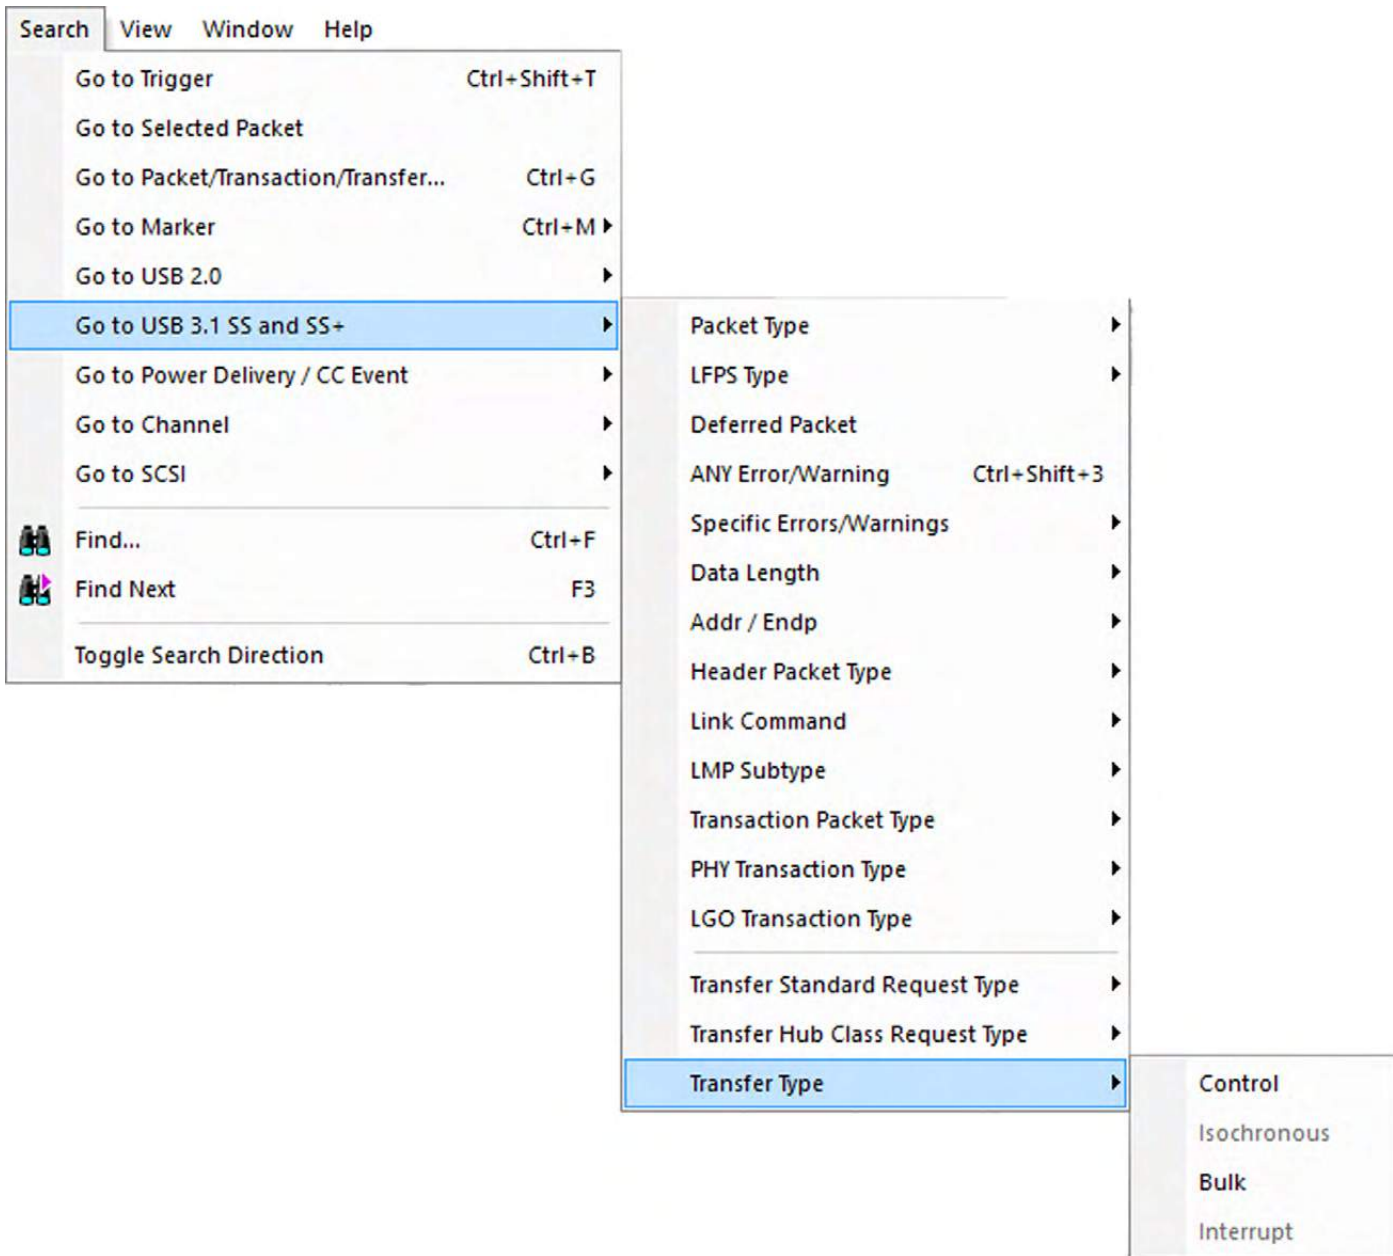 Search View Window Help
Go to Trigger Ctrl+Shift+T
Go to Selected Packet
Go to Packet/Transaction/Transfer... Ctrl+G
Go to Marker Ctrl+M
Go to USB 2.0
Go to USB 3.1 SS and SS+
Go to Power Delivery / CC Event
Go to Channel
Go to SCSI
Find... Ctrl+F
Find Next F3
Toggle Search Direction Ctrl+B
Packet Type
LFPS Type
Deferred Packet
ANY Error/Warning Ctrl+Shift+3
Specific Errors/Warnings
Data Length
Addr / Endp
Header Packet Type
Link Command
LMP Subtype
Transaction Packet Type
PHY Transaction Type
LGO Transaction Type
Transfer Standard Request Type
Transfer Hub Class Request Type
Transfer Type
Control
Isochronous
Bulk
Interrupt